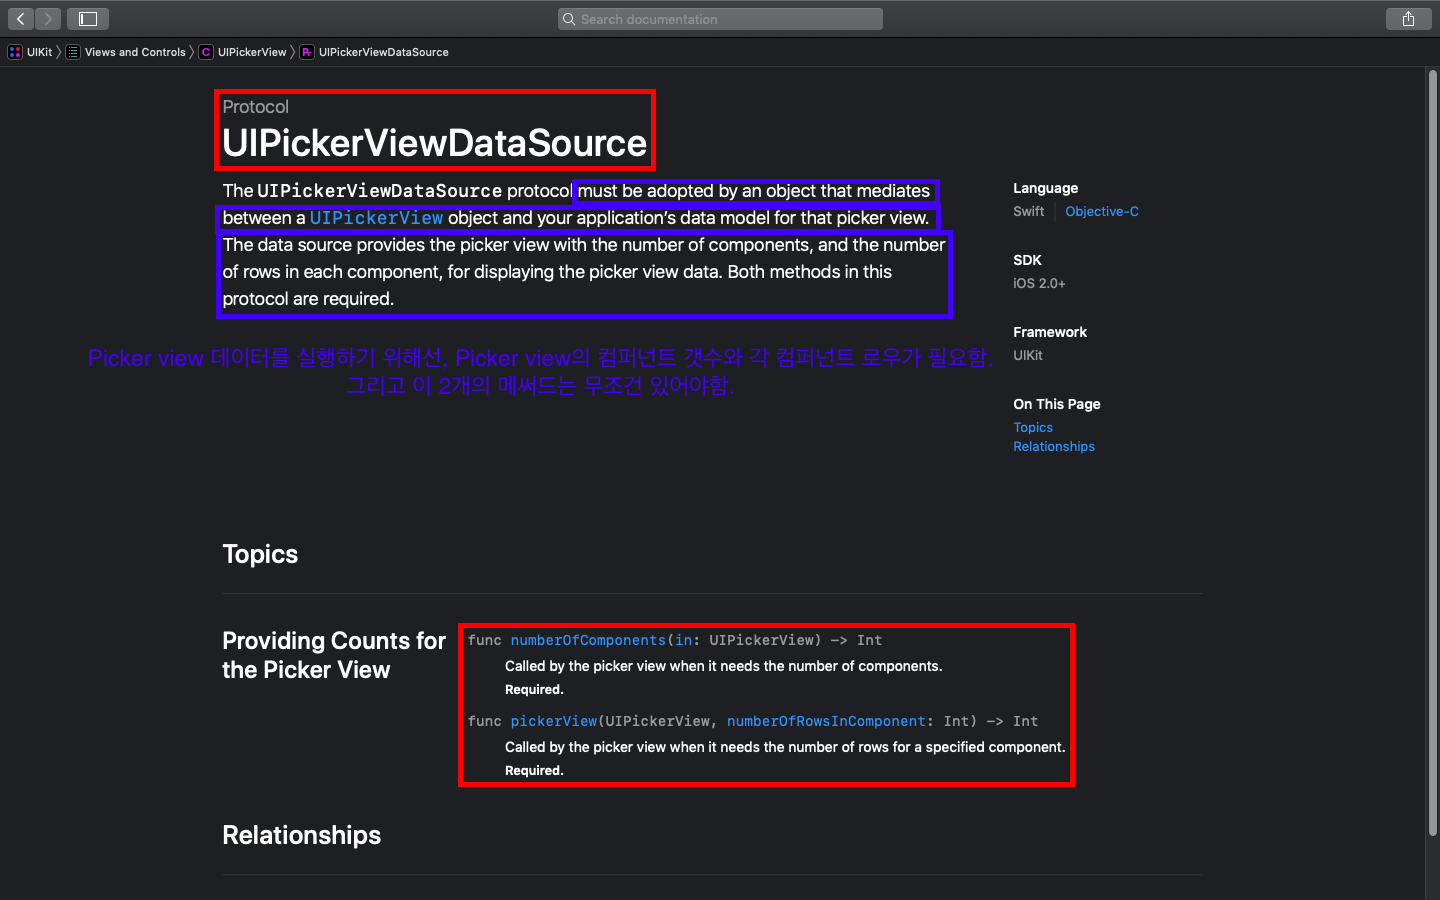 Search documentation
UIKit 〉 Views and Controls 〉 C UIPickerView 〉 Pr UIPickerViewDataSource
Protocol
UIPickerViewDataSource
The UIPickerViewDataSource protocol must be adopted by an object that mediates
between a UIPickerView object and your application’s data model for that picker view.
The data source provides the picker view with the number of components, and the number
of rows in each component, for displaying the picker view data. Both methods in this
protocol are required.
Picker view 데이터를 실행하기 위해선, Picker view의 컴퍼넌트 갯수와 각 컴퍼넌트 로우가 필요함.
그리고 이 2개의 메써드는 무조건 있어야함.
Language
Swift Objective-C
SDK
iOS 2.0+
Framework
UIKit
On This Page
Topics
Relationships
Topics
Providing Counts for
the Picker View
func numberOfComponents(in: UIPickerView) -> Int
Called by the picker view when it needs the number of components.
Required.
func pickerView(UIPickerView, numberOfRowsInComponent: Int) -> Int
Called by the picker view when it needs the number of rows for a specified component.
Required.
Relationships